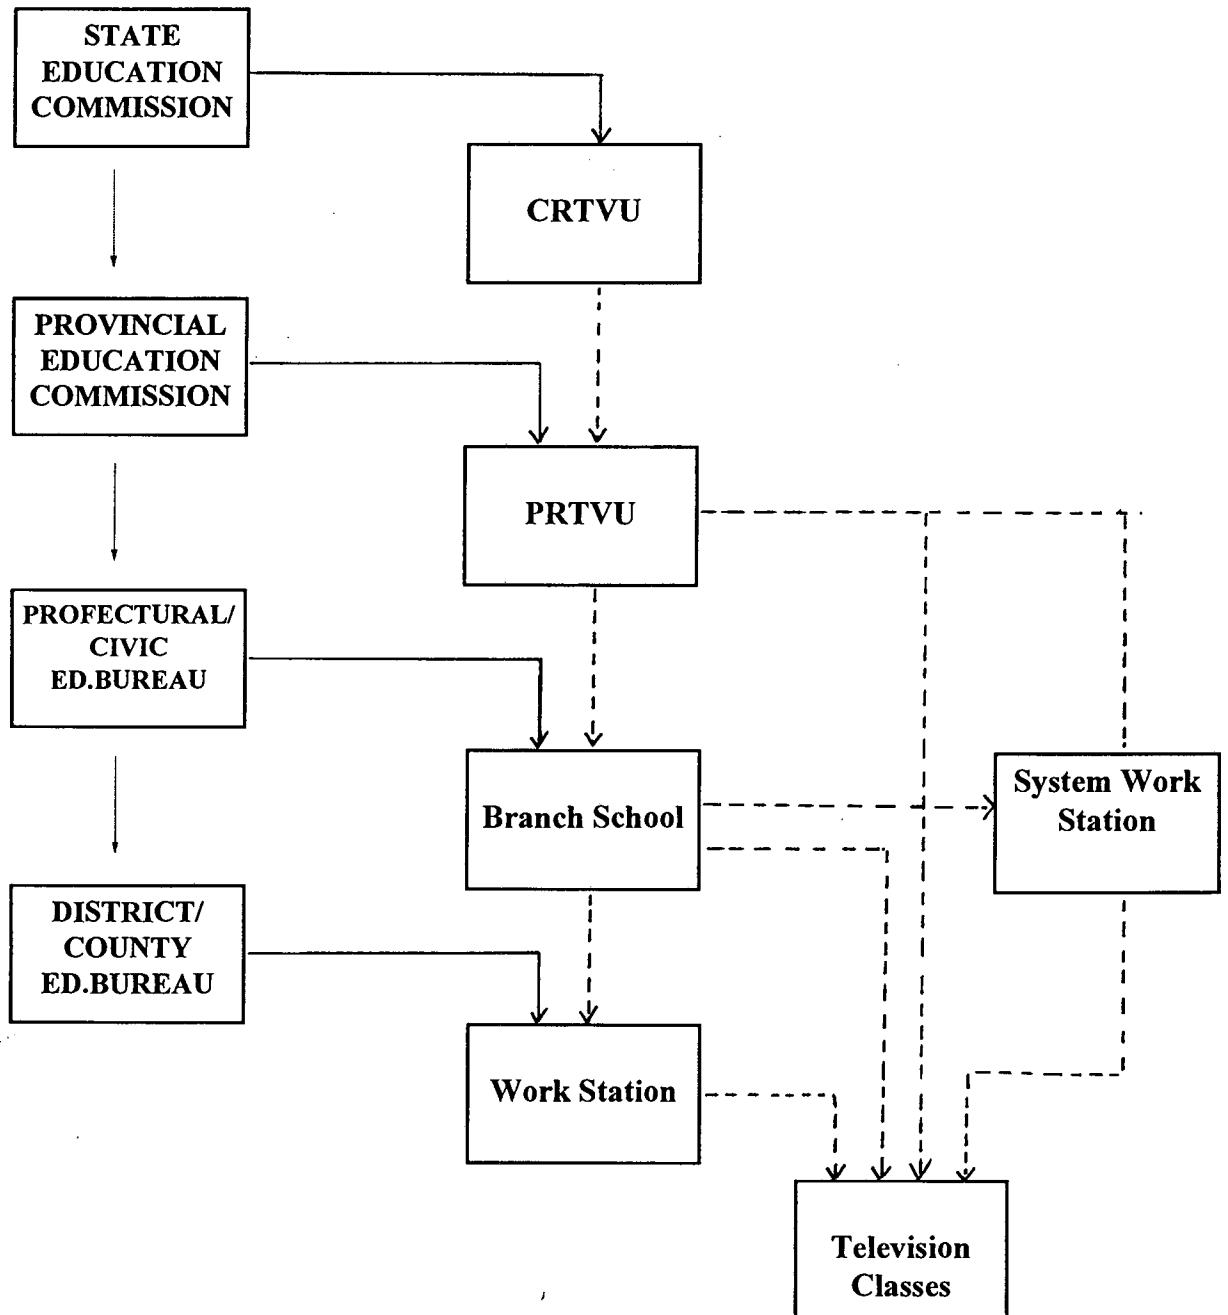 STATE
EDUCATION
COMMISSION
CRTVU
PROVINCIAL
EDUCATION
COMMISSION
PRTVU
PROFECTURAL/
CIVIC
ED.BUREAU
Branch School
System Work
Station
DISTRICT/
COUNTY
ED.BUREAU
Work Station
Television
Classes